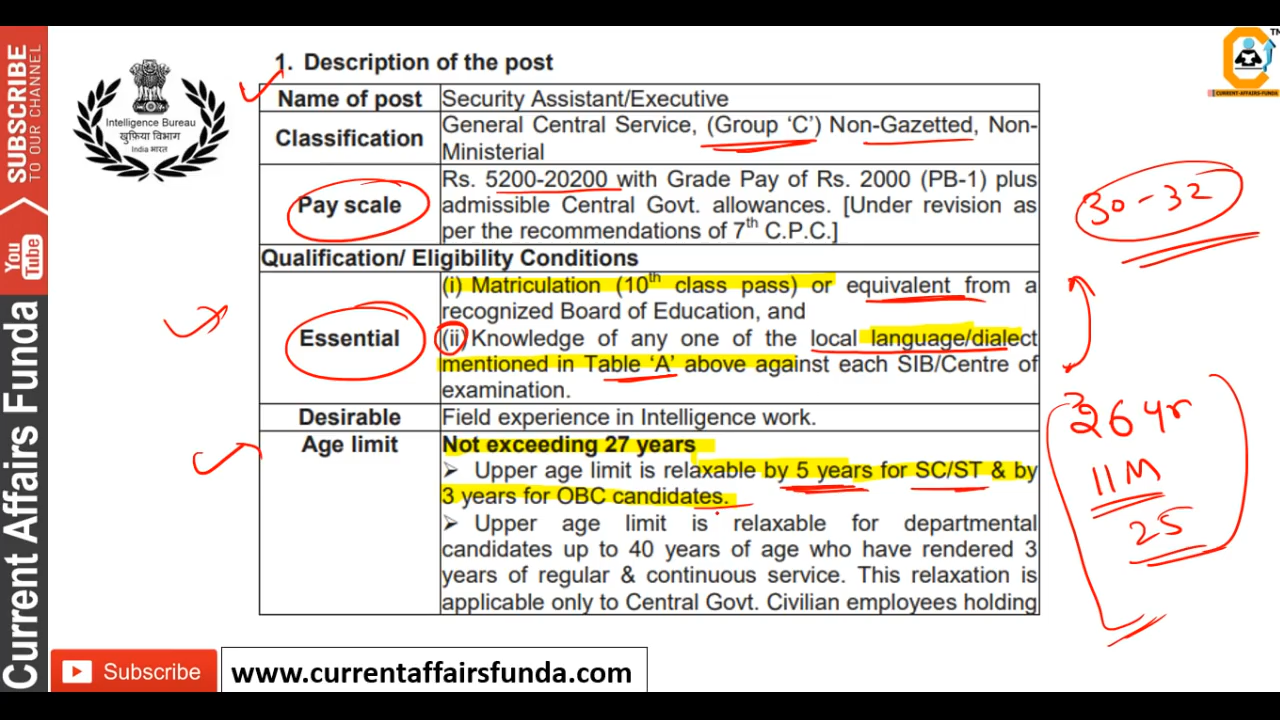 SUBSCRIBE
TO OUR CHANNEL
You
Tube
Current Affairs Funda
Intelligence Bureau
खुफ़िया विभाग
India भारत
1. Description of the post
Name of post Security Assistant/Executive
Classification General Central Service, (Group ‘C’) Non-Gazetted, Non-
Ministerial
Pay scale Rs. 5200-20200 with Grade Pay of Rs. 2000 (PB-1) plus
admissible Central Govt. allowances. [Under revision as
per the recommendations of 7th C.P.C.]
Qualification/ Eligibility Conditions
Essential (i) Matriculation (10th class pass) or equivalent from a
recognized Board of Education, and
(ii) Knowledge of any one of the local language/dialect
mentioned in Table ‘A’ above against each SIB/Centre of
examination.
Desirable Field experience in Intelligence work.
Age limit Not exceeding 27 years
➢ Upper age limit is relaxable by 5 years for SC/ST & by
3 years for OBC candidates.
➢ Upper age limit is relaxable for departmental
candidates up to 40 years of age who have rendered 3
years of regular & continuous service. This relaxation is
applicable only to Central Govt. Civilian employees holding
TM
CURRENT-AFFAIRS-FUNDA
30-32
26 yr
11 M
25
Subscribe
www.currentaffairsfunda.com